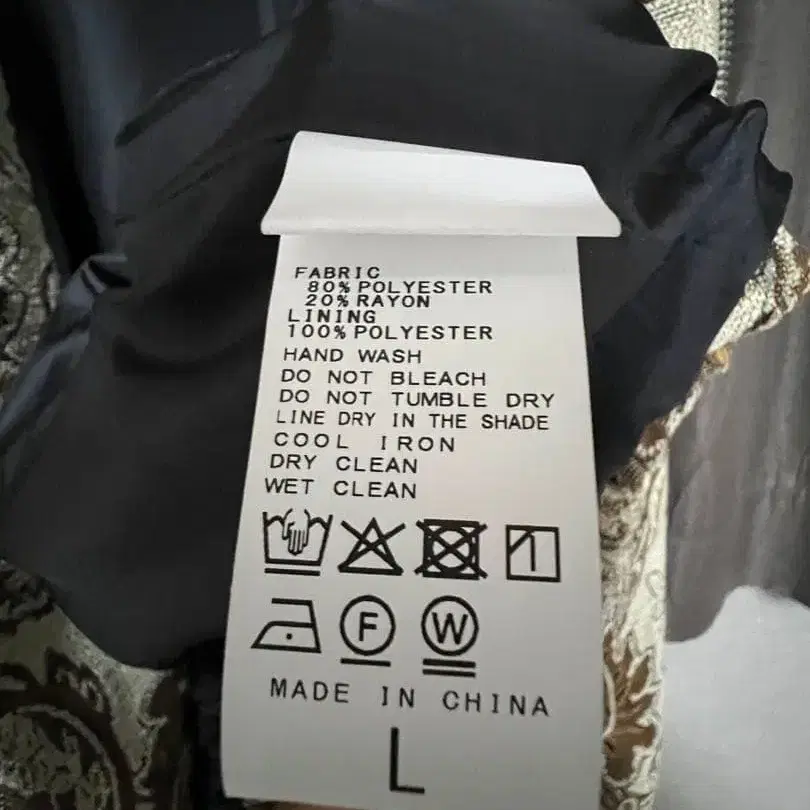 FABRIC
80% POLYESTER
20% RAYON
LINING
100% POLYESTER
HAND WASH
DO NOT BLEACH
DO NOT TUMBLE DRY
LINE DRY IN THE SHADE
COOL IRON
DRY CLEAN
WET CLEAN
F W
MADE IN CHINA
L